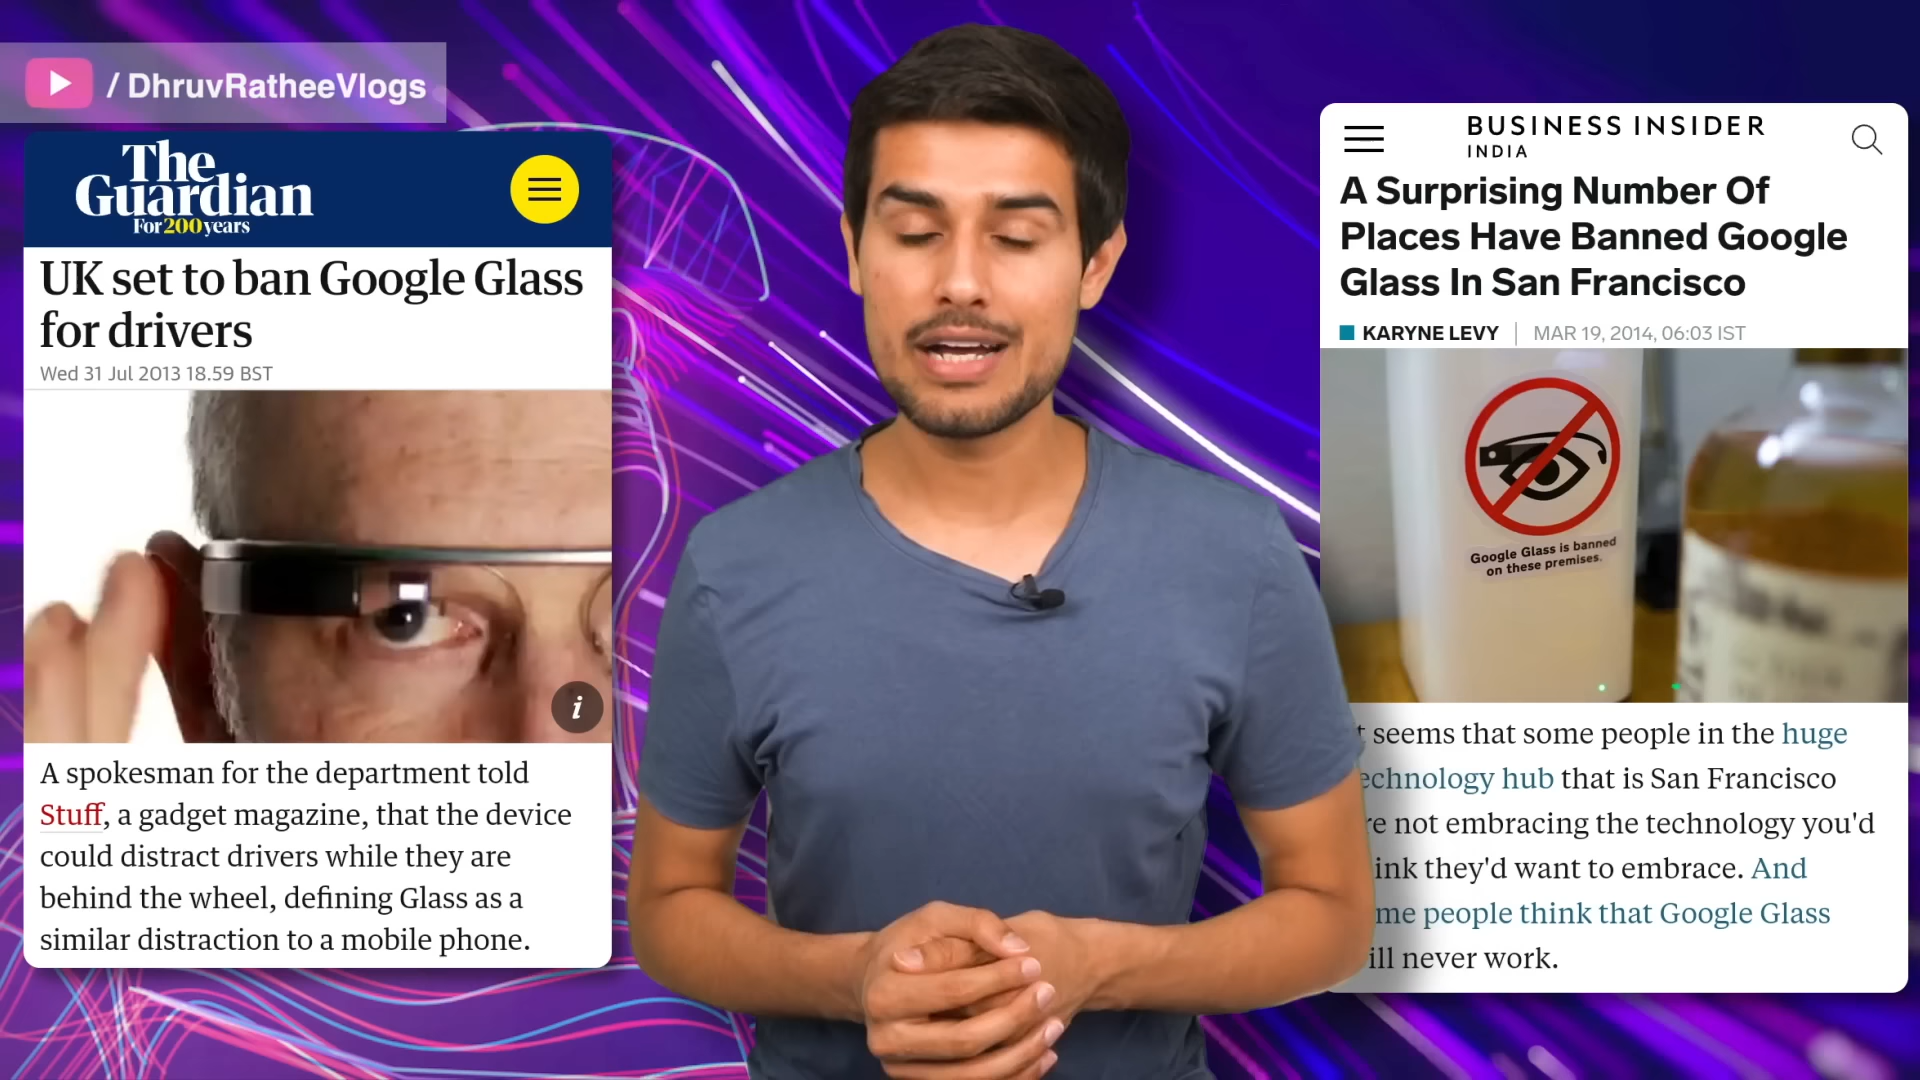 / DhruvRatheeVlogs
The
Guardian
For 200 years
UK set to ban Google Glass
for drivers
Wed 31 Jul 2013 18.59 BST
i
A spokesman for the department told
Stuff, a gadget magazine, that the device
could distract drivers while they are
behind the wheel, defining Glass as a
similar distraction to a mobile phone.
BUSINESS INSIDER
INDIA
A Surprising Number Of
Places Have Banned Google
Glass In San Francisco
KARYNE LEVY | MAR 19, 2014, 06:03 IST
Google Glass is banned
on these premises.
t seems that some people in the huge
echnology hub that is San Francisco
re not embracing the technology you'd
ink they'd want to embrace. And
me people think that Google Glass
ill never work.